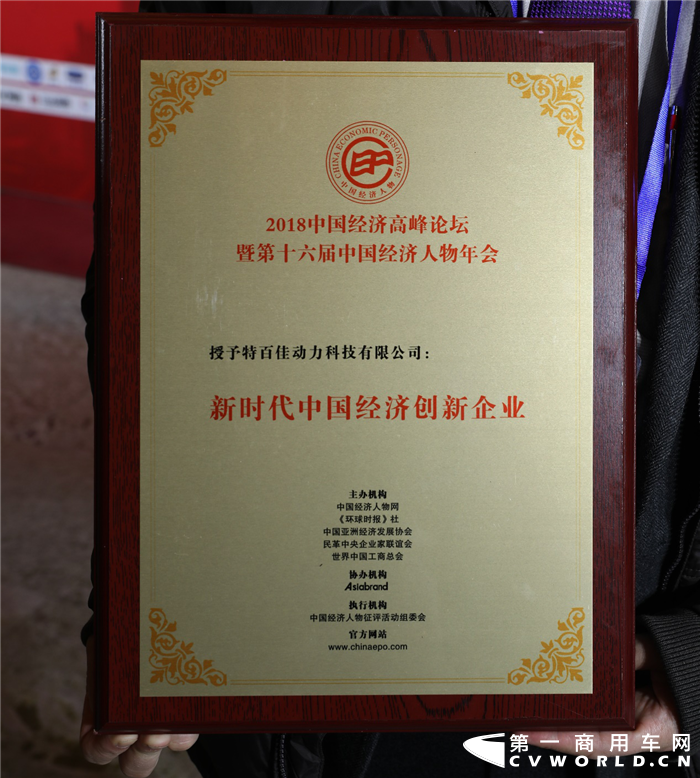 CHINA ECONOMIC PERSONAGE
中国经济人物
2018中国经济高峰论坛
暨第十六届中国经济人物年会
授予特百佳动力科技有限公司：
新时代中国经济创新企业
主办机构
中国经济人物网
《环球时报》社
中国亚洲经济发展协会
民革中央企业家联谊会
世界中国工商总会
协办机构
Asiabrand
执行机构
中国经济人物征评活动组委会
官方网站
www.chinaepo.com
第一商用车网
CVWORLD.CN